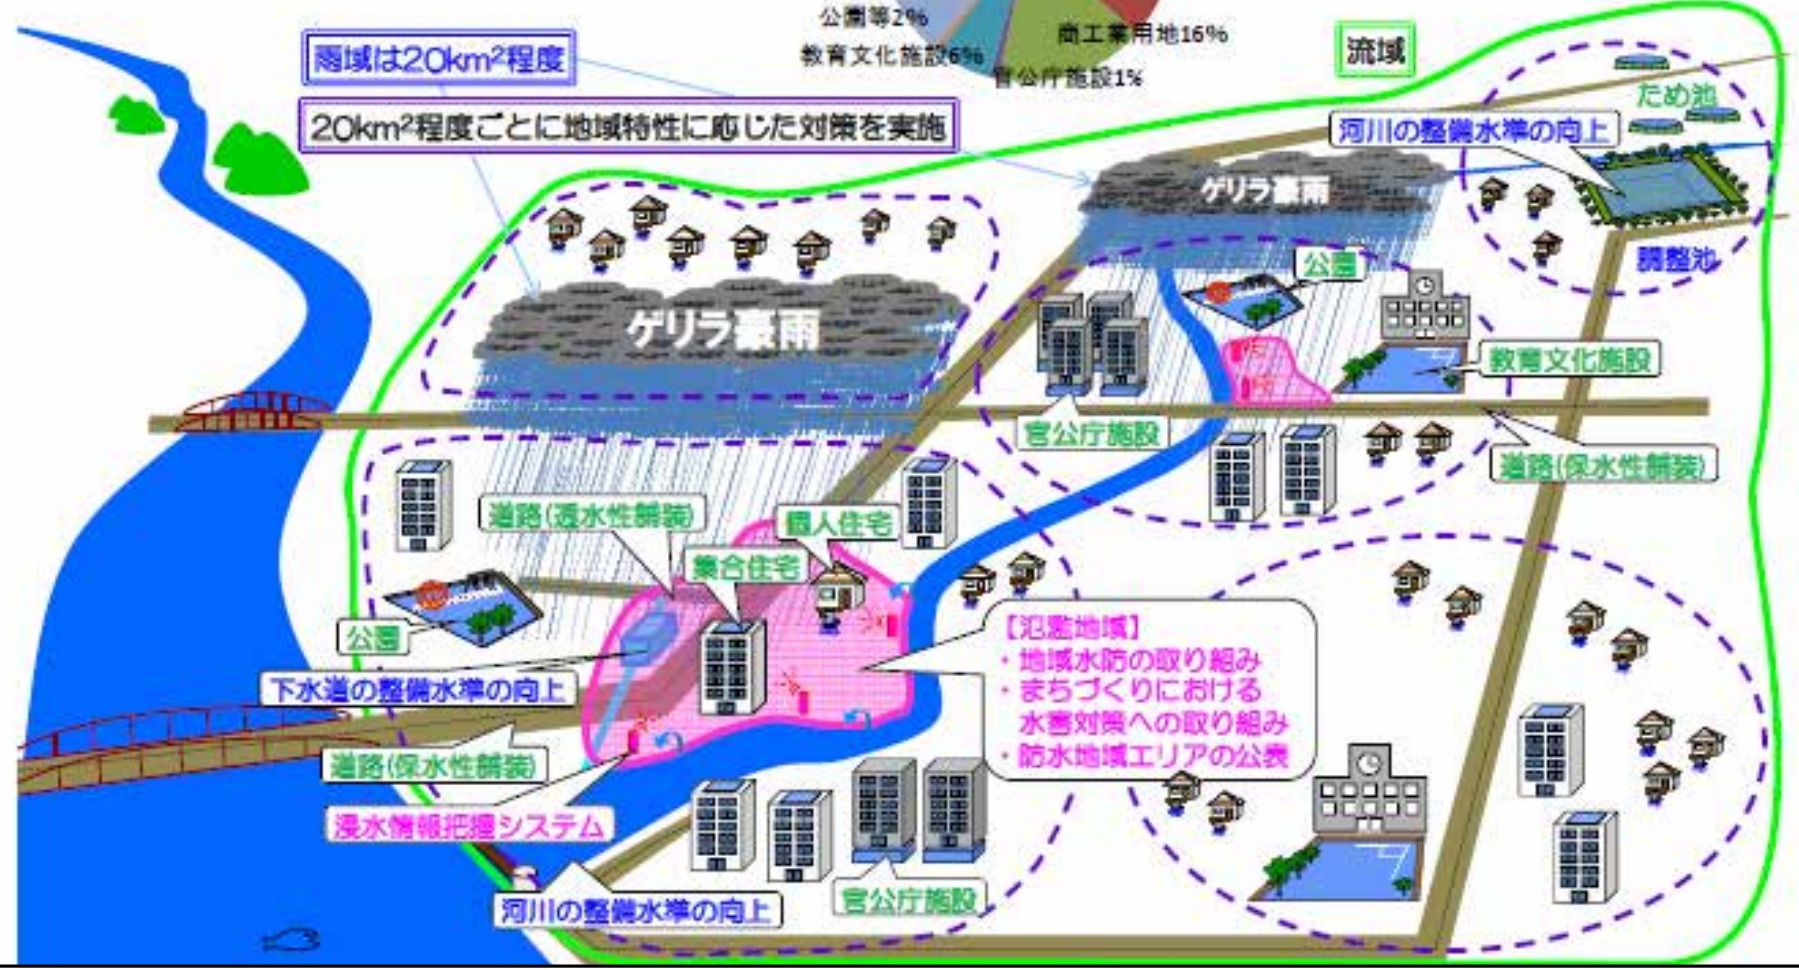 公園等2%
教育文化施設6%
商工業用地16%
官公庁施設1%
雨域は20km²程度
20km²程度ごとに地域特性に応じた対策を実施
流域
ため池
河川の整備水準の向上
ゲリラ豪雨
調整池
公園
ゲリラ豪雨
教育文化施設
官公庁施設
道路(保水性舗装)
道路(透水性舗装)
個人住宅
集合住宅
公園
下水道の整備水準の向上
【氾濫地域】
・地域水防の取り組み
・まちづくりにおける
水害対策への取り組み
・防水地域エリアの公表
道路(保水性舗装)
浸水情報把握システム
河川の整備水準の向上
官公庁施設